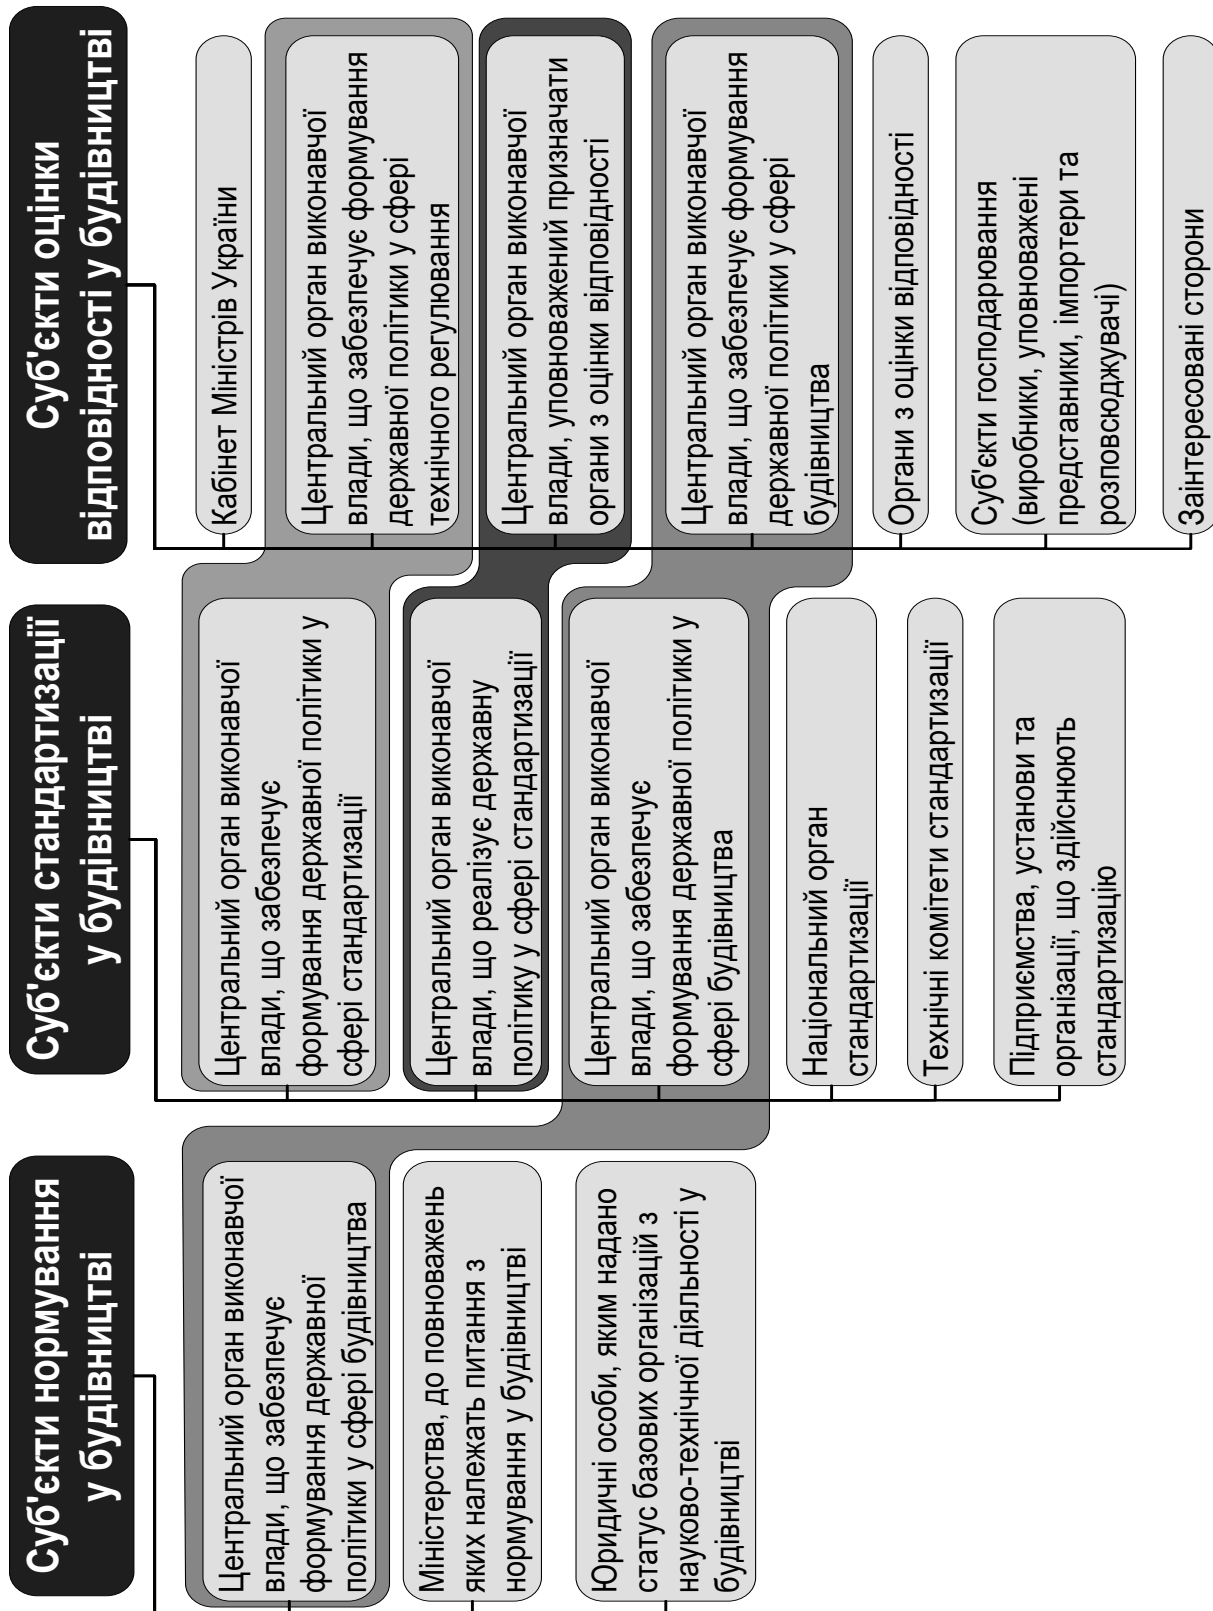 Суб'єкти нормування
у будівництві
Центральний орган виконавчої
влади, що забезпечує
формування державної
політики у сфері будівництва
Міністерства, до повноважень
яких належать питання з
нормування у будівництві
Юридичні особи, яким надано
статус базових організацій з
науково-технічної діяльності у
будівництві
Суб'єкти стандартизації
у будівництві
Центральний орган виконавчої
влади, що забезпечує
формування державної політики у
сфері стандартизації
Центральний орган виконавчої
влади, що реалізує державну
політику у сфері стандартизації
Центральний орган виконавчої
влади, що забезпечує
формування державної політики у
сфері будівництва
Національний орган
стандартизації
Технічні комітети стандартизації
Підприємства, установи та
організації, що здійснюють
стандартизацію
Суб'єкти оцінки
відповідності у будівництві
Кабінет Міністрів України
Центральний орган виконавчої
влади, що забезпечує формування
державної політики у сфері
технічного регулювання
Центральний орган виконавчої
влади, уповноважений призначати
органи з оцінки відповідності
Центральний орган виконавчої
влади, що забезпечує формування
державної політики у сфері
будівництва
Органи з оцінки відповідності
Суб'єкти господарювання
(виробники, уповноважені
представники, імпортери та
розповсюджувачі)
Заінтересовані сторони